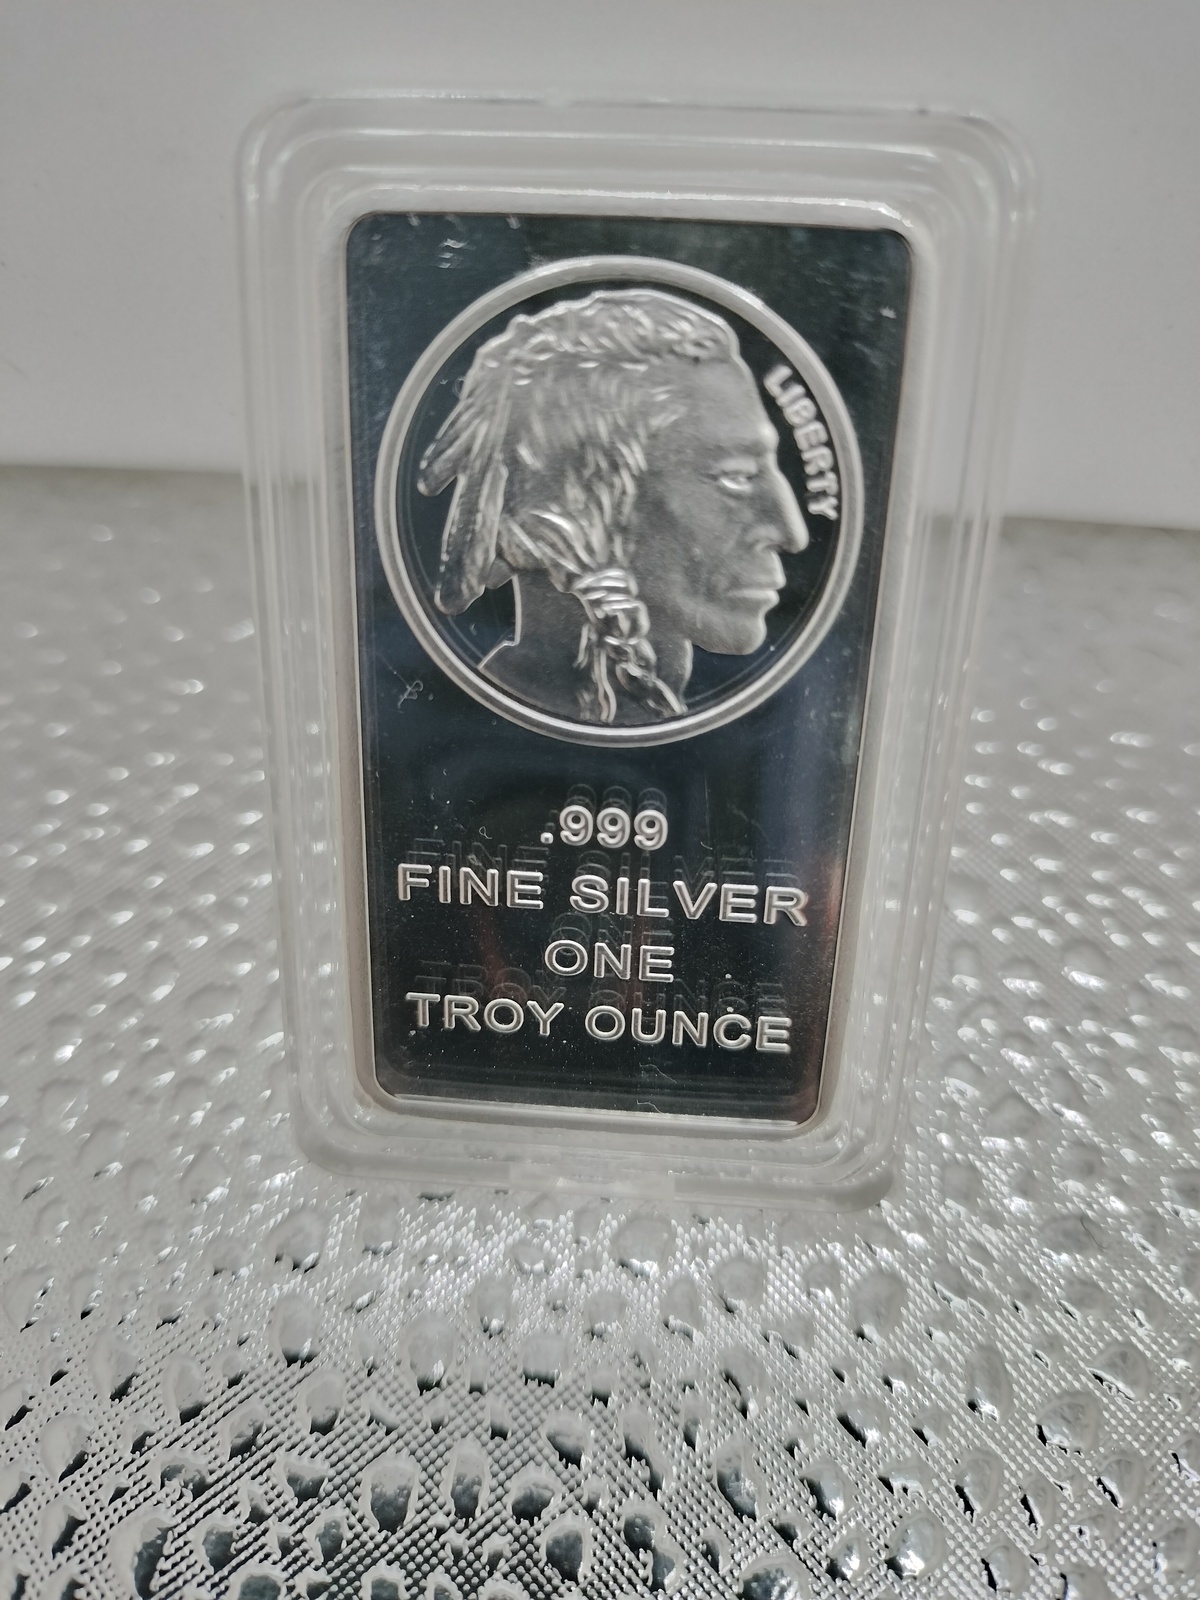 LIBERTY
.999
FINE SILVER
ONE
TROY OUNCE